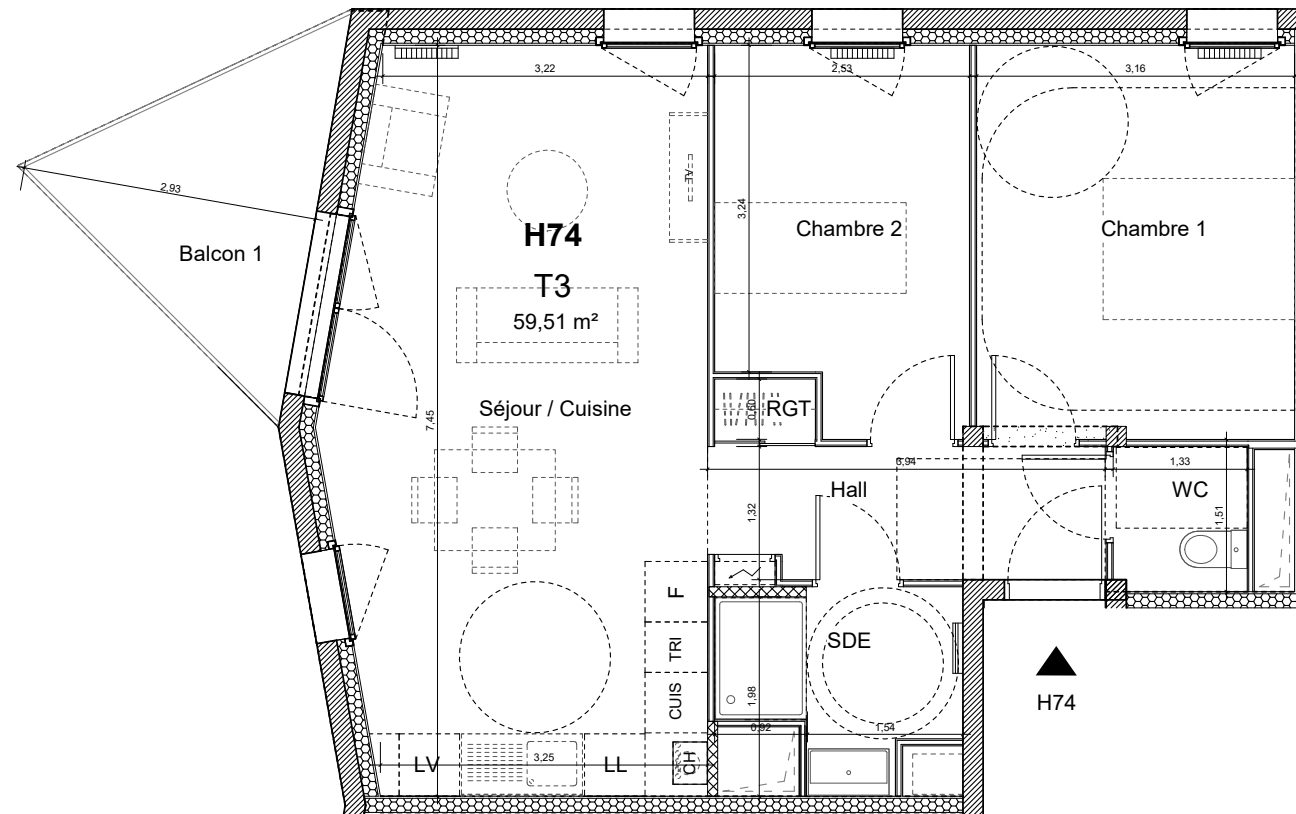 3,22
2,53
3,16
2,93
Balcon 1
3,24
Chambre 2
Chambre 1
H74
T3
59,51 m²
7,45
Séjour / Cuisine
0,60
RGT
3,94
1,33
Hall
WC
1,32
1,51
F
TRI
SDE
CUIS
1,98
H74
0,92
1,54
LV
3,25
LL
CH